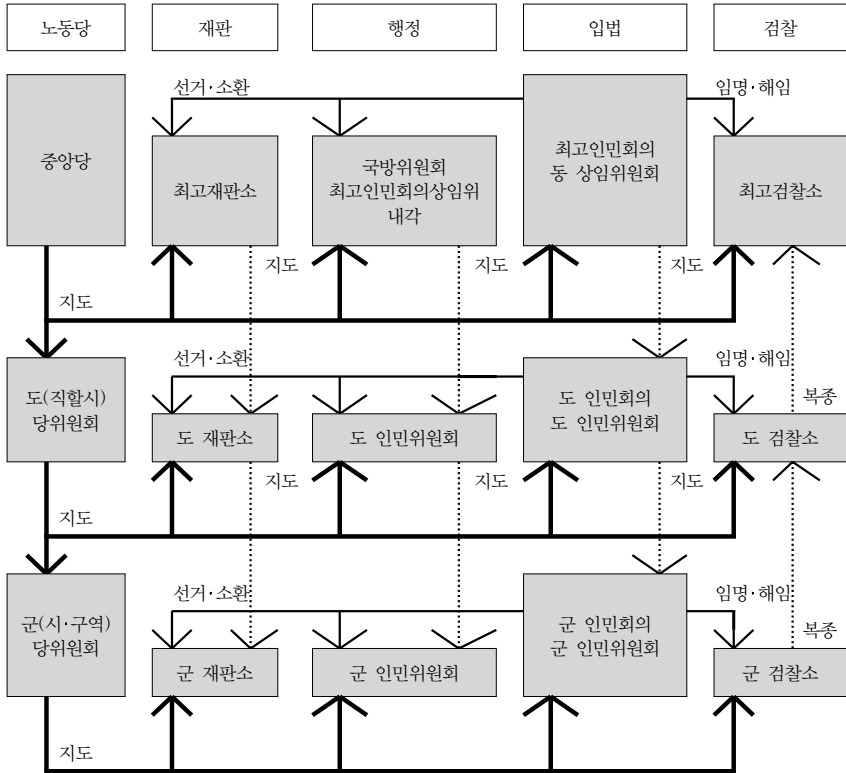 노동당 재판 행정 입법 검찰
선거·소환 임명·해임
중앙당
최고재판소
국방위원회
최고인민회의상임위
내각
최고인민회의
동 상임위원회
최고검찰소
지도 지도 지도
지도
선거·소환 임명·해임
복종
도(직할시)
당위원회
도 재판소
도 인민위원회
도 인민회의
도 인민위원회
도 검찰소
지도 지도 지도
지도
선거·소환 임명·해임
복종
군(시·구역)
당위원회
군 재판소
군 인민위원회
군 인민회의
군 인민위원회
군 검찰소
지도